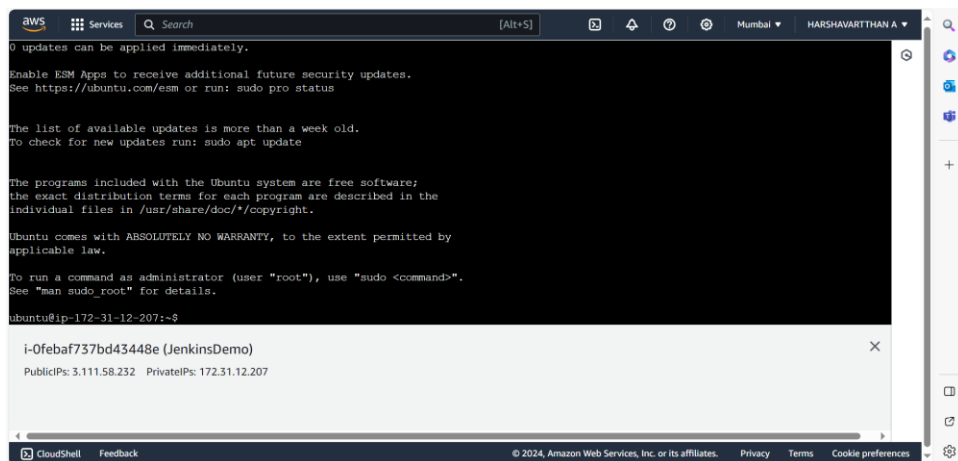 aws Services Search [Alt+S] Mumbai HARSHAVARTTHAN A
0 updates can be applied immediately.
Enable ESM Apps to receive additional future security updates.
See https://ubuntu.com/esm or run: sudo pro status
The list of available updates is more than a week old.
To check for new updates run: sudo apt update
The programs included with the Ubuntu system are free software;
the exact distribution terms for each program are described in the
individual files in /usr/share/doc/*/copyright.
Ubuntu comes with ABSOLUTELY NO WARRANTY, to the extent permitted by
applicable law.
To run a command as administrator (user "root"), use "sudo <command>".
See "man sudo_root" for details.
ubuntu@ip-172-31-12-207:~$
i-0febaf737bd43448e (JenkinsDemo)
PublicIPs: 3.111.58.232 PrivateIPs: 172.31.12.207
CloudShell Feedback © 2024, Amazon Web Services, Inc. or its affiliates. Privacy Terms Cookie preferences